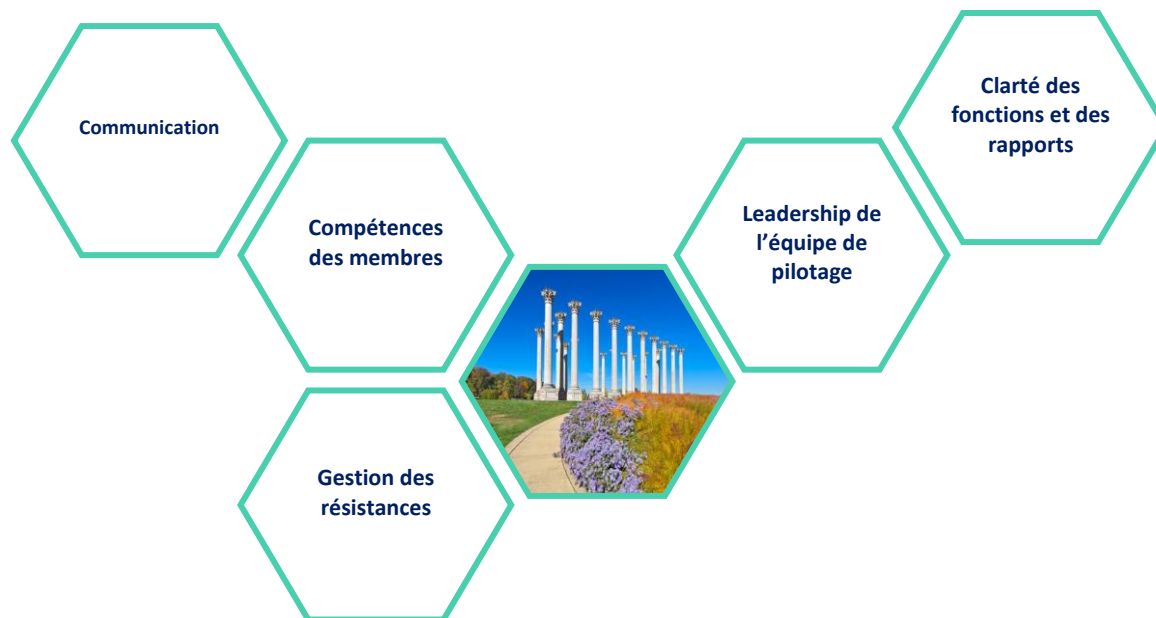 Communication
Compétences
des membres
Gestion des
résistances
Leadership de
l’équipe de
pilotage
Clarté des
fonctions et des
rapports